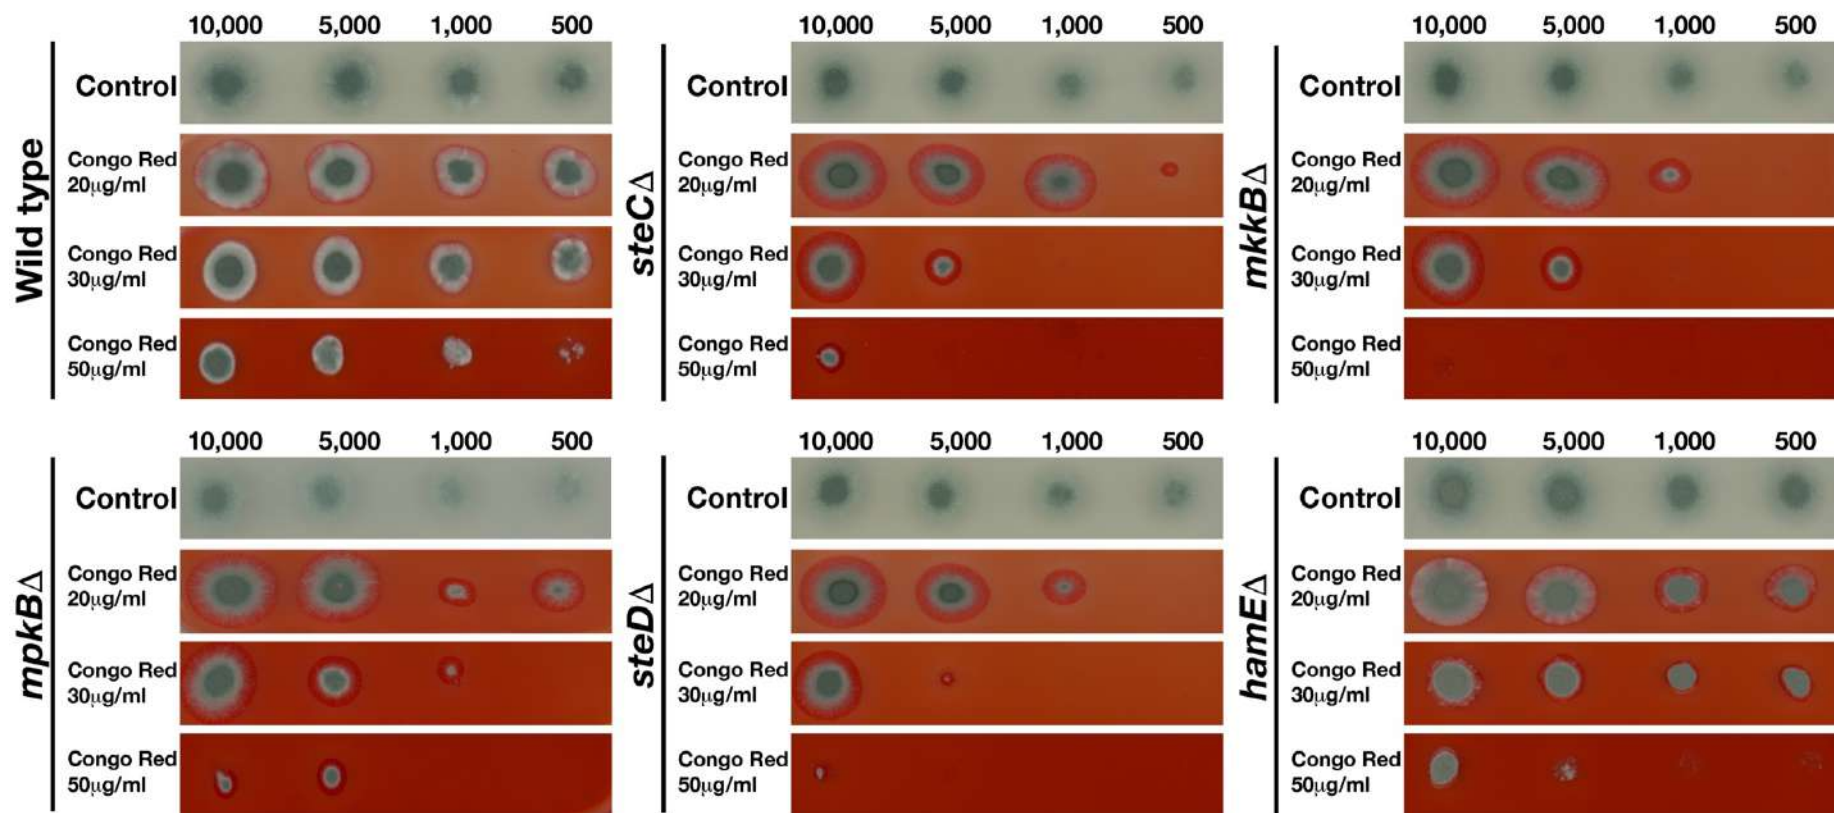 10,000 5,000 1,000 500
Wild type
Control
Congo Red
20μg/ml
Congo Red
30μg/ml
Congo Red
50μg/ml
10,000 5,000 1,000 500
steCΔ
Control
Congo Red
20μg/ml
Congo Red
30μg/ml
Congo Red
50μg/ml
10,000 5,000 1,000 500
mkkBΔ
Control
Congo Red
20μg/ml
Congo Red
30μg/ml
Congo Red
50μg/ml
10,000 5,000 1,000 500
mpkBΔ
Control
Congo Red
20μg/ml
Congo Red
30μg/ml
Congo Red
50μg/ml
10,000 5,000 1,000 500
steDΔ
Control
Congo Red
20μg/ml
Congo Red
30μg/ml
Congo Red
50μg/ml
10,000 5,000 1,000 500
hamEΔ
Control
Congo Red
20μg/ml
Congo Red
30μg/ml
Congo Red
50μg/ml